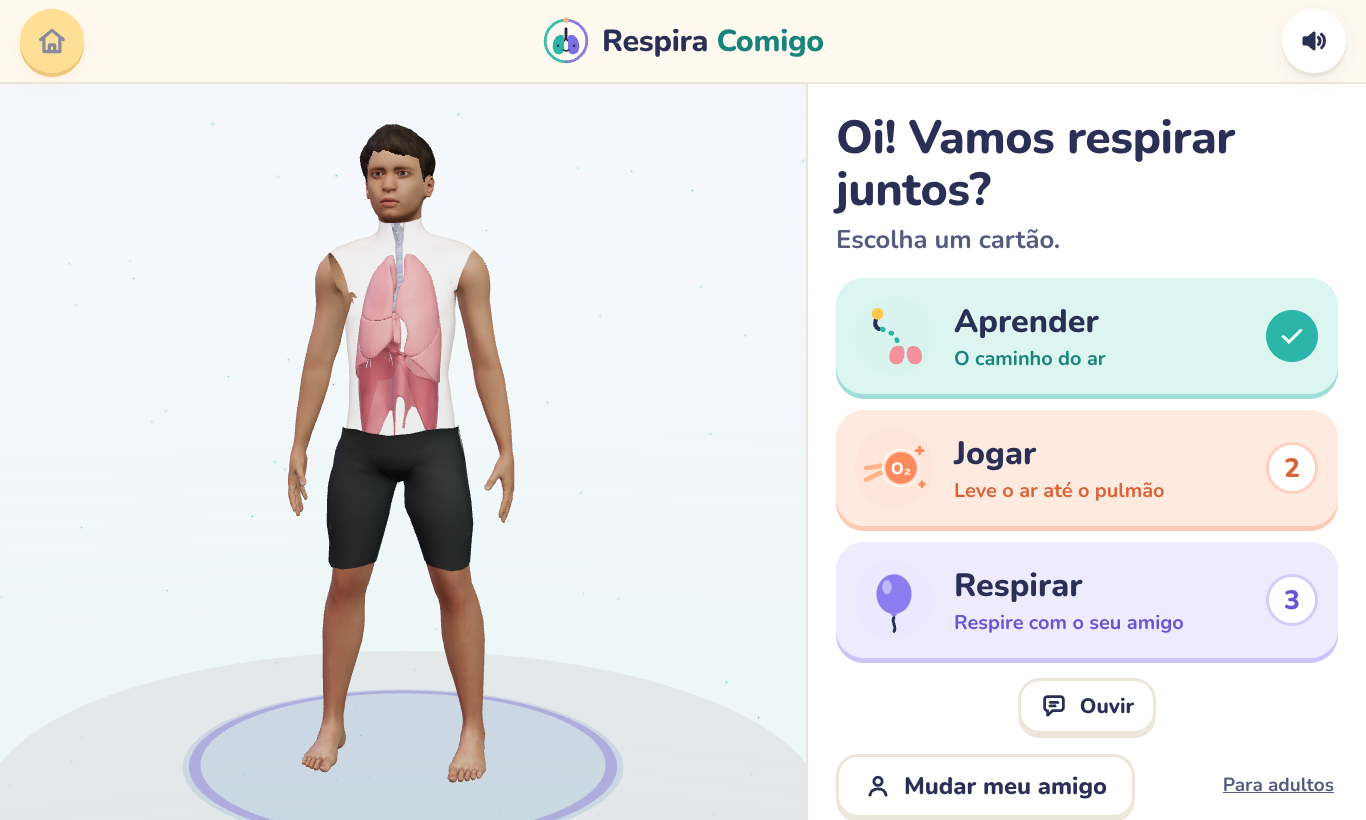 Respira Comigo
Oi! Vamos respirar
juntos?
Escolha um cartão.
Aprender
O caminho do ar
O₂
Jogar
Leve o ar até o pulmão
2
Respirar
Respire com o seu amigo
3
Ouvir
Mudar meu amigo
Para adultos